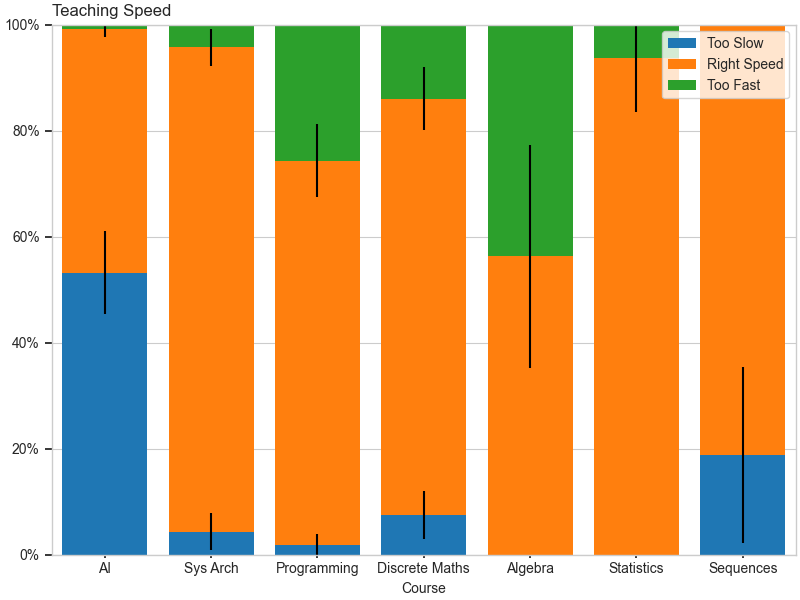 Teaching Speed
100%
80%
60%
40%
20%
0%
Too Slow
Right Speed
Too Fast
AI Sys Arch Programming Discrete Maths Algebra Statistics Sequences
Course